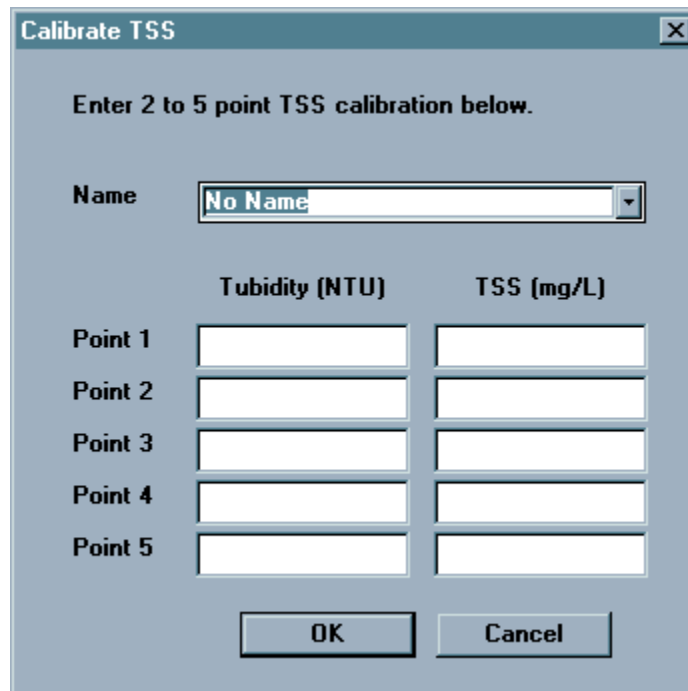 Calibrate TSS
Enter 2 to 5 point TSS calibration below.
Name No Name
Tubidity (NTU) TSS (mg/L)
Point 1
Point 2
Point 3
Point 4
Point 5
OK Cancel